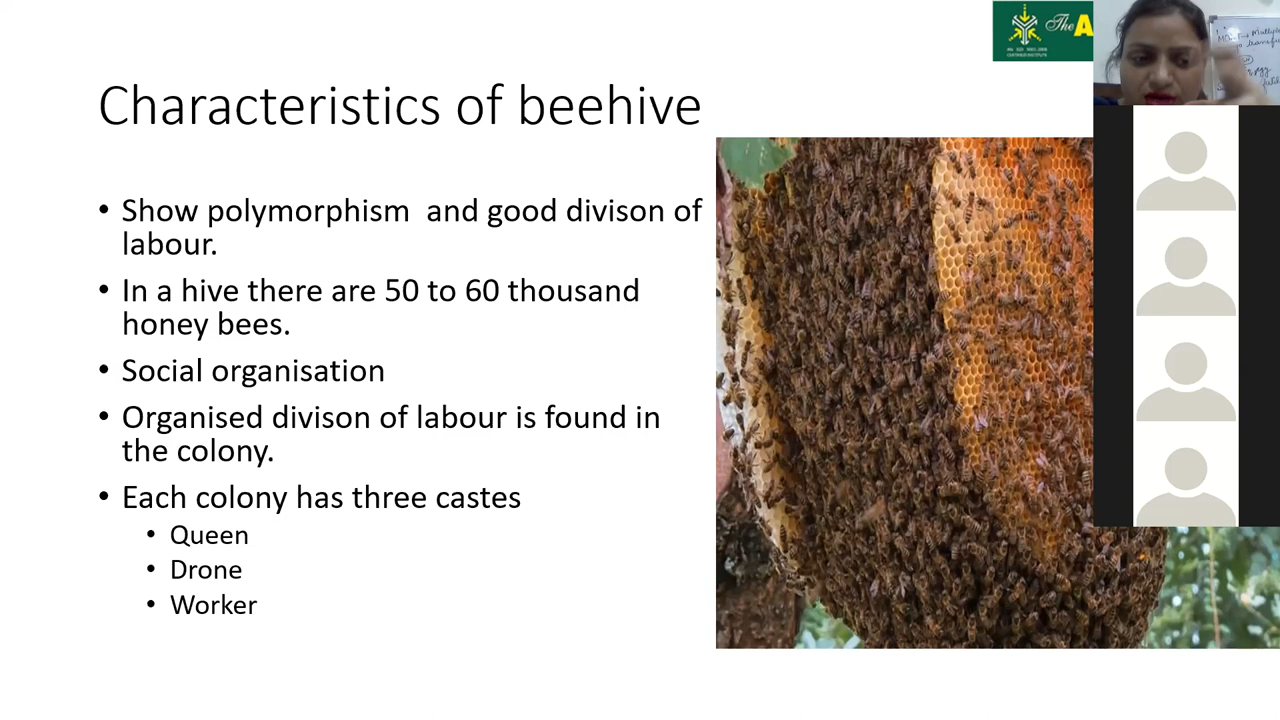 The A
Characteristics of beehive
• Show polymorphism and good divison of
labour.
• In a hive there are 50 to 60 thousand
honey bees.
• Social organisation
• Organised divison of labour is found in
the colony.
• Each colony has three castes
• Queen
• Drone
• Worker